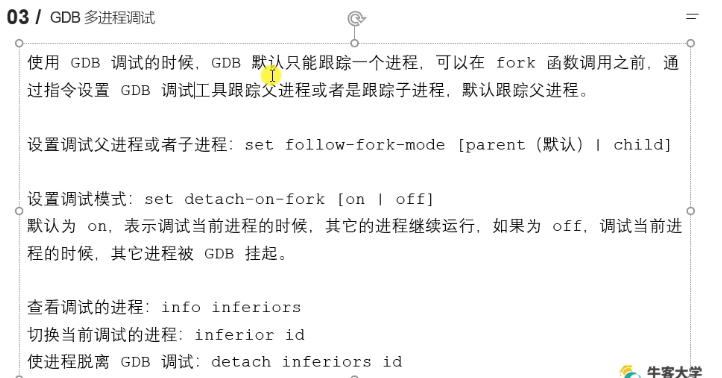 03 / GDB 多进程调试
使用 GDB 调试的时候，GDB 默认只能跟踪一个进程，可以在 fork 函数调用之前，通
过指令设置 GDB 调试工具跟踪父进程或者是跟踪子进程，默认跟踪父进程。
设置调试父进程或者子进程：set follow-fork-mode [parent（默认）| child]
设置调试模式：set detach-on-fork [on | off]
默认为 on，表示调试当前进程的时候，其它的进程继续运行，如果为 off，调试当前进
程的时候，其它进程被 GDB 挂起。
查看调试的进程：info inferiors
切换当前调试的进程：inferior id
使进程脱离 GDB 调试：detach inferiors id
牛客大学